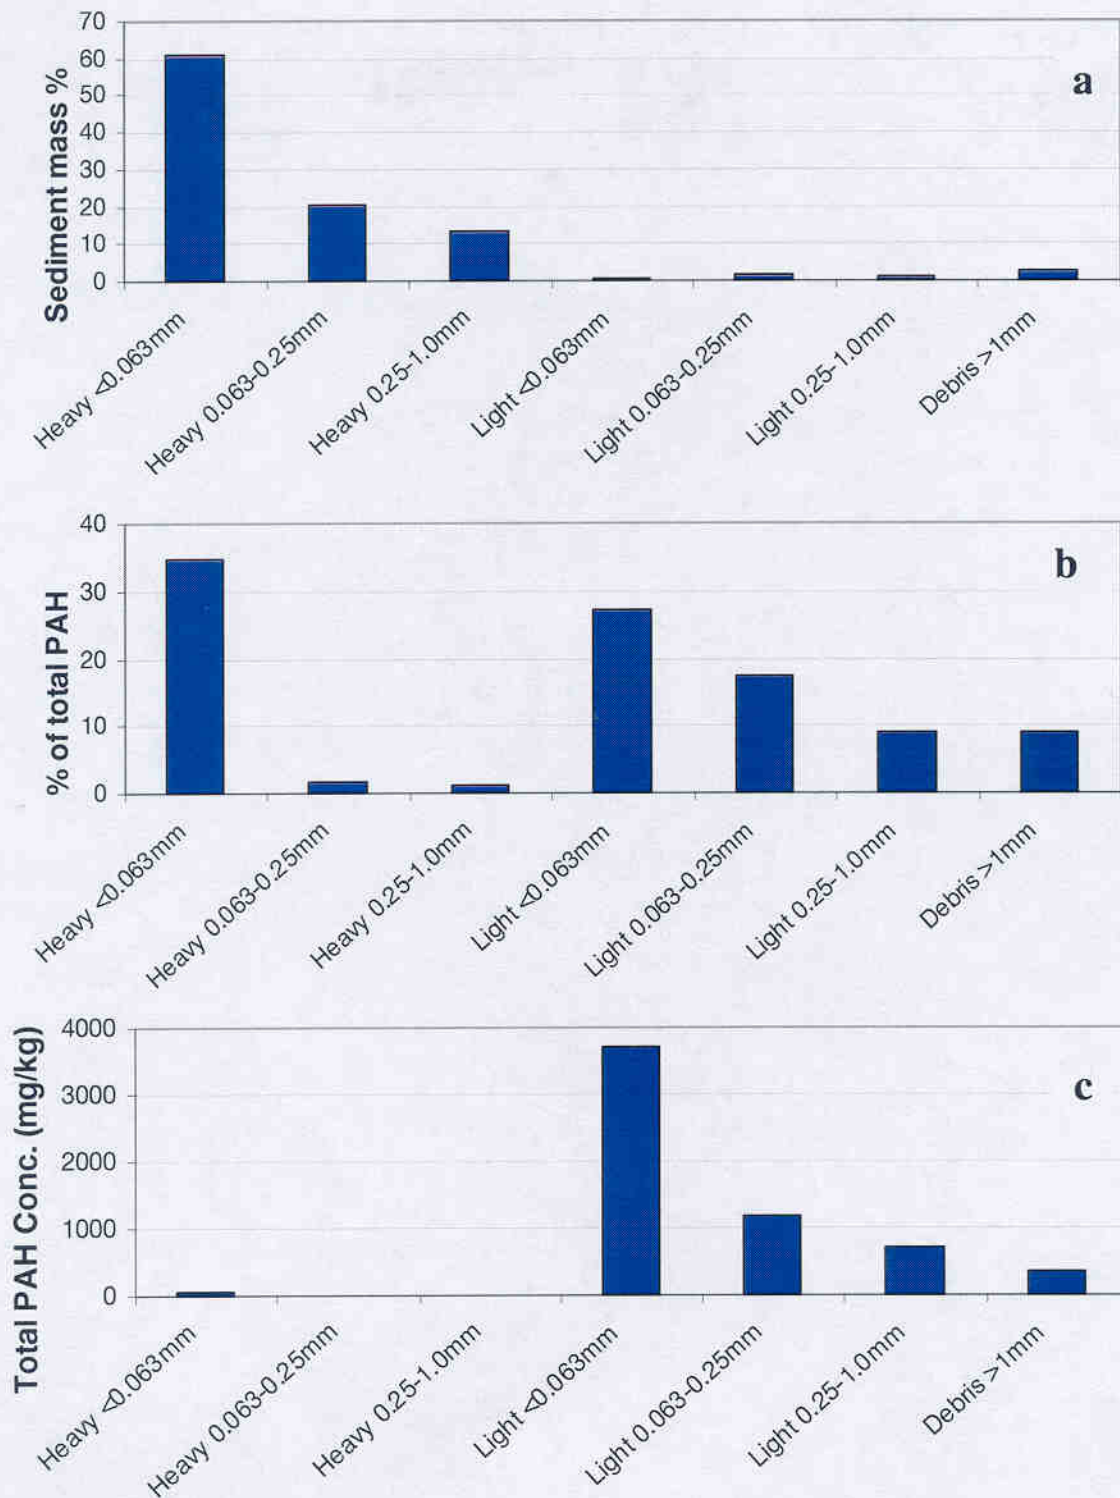 a
Sediment mass %
70
60
50
40
30
20
10
0
Heavy <0.063mm
Heavy 0.063-0.25mm
Heavy 0.25-1.0mm
Light <0.063mm
Light 0.063-0.25mm
Light 0.25-1.0mm
Debris >1mm
b
% of total PAH
40
30
20
10
0
Heavy <0.063mm
Heavy 0.063-0.25mm
Heavy 0.25-1.0mm
Light <0.063mm
Light 0.063-0.25mm
Light 0.25-1.0mm
Debris >1mm
c
Total PAH Conc. (mg/kg)
4000
3000
2000
1000
0
Heavy <0.063mm
Heavy 0.063-0.25mm
Heavy 0.25-1.0mm
Light <0.063mm
Light 0.063-0.25mm
Light 0.25-1.0mm
Debris >1mm